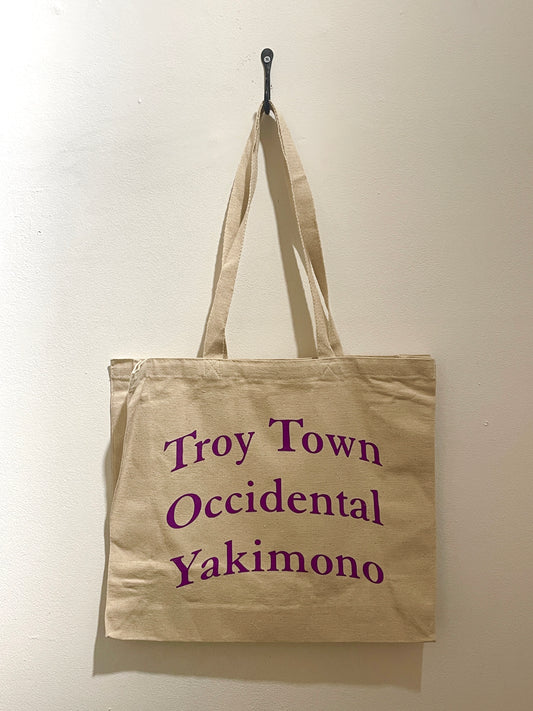 Troy Town
Occidental
Yakimono